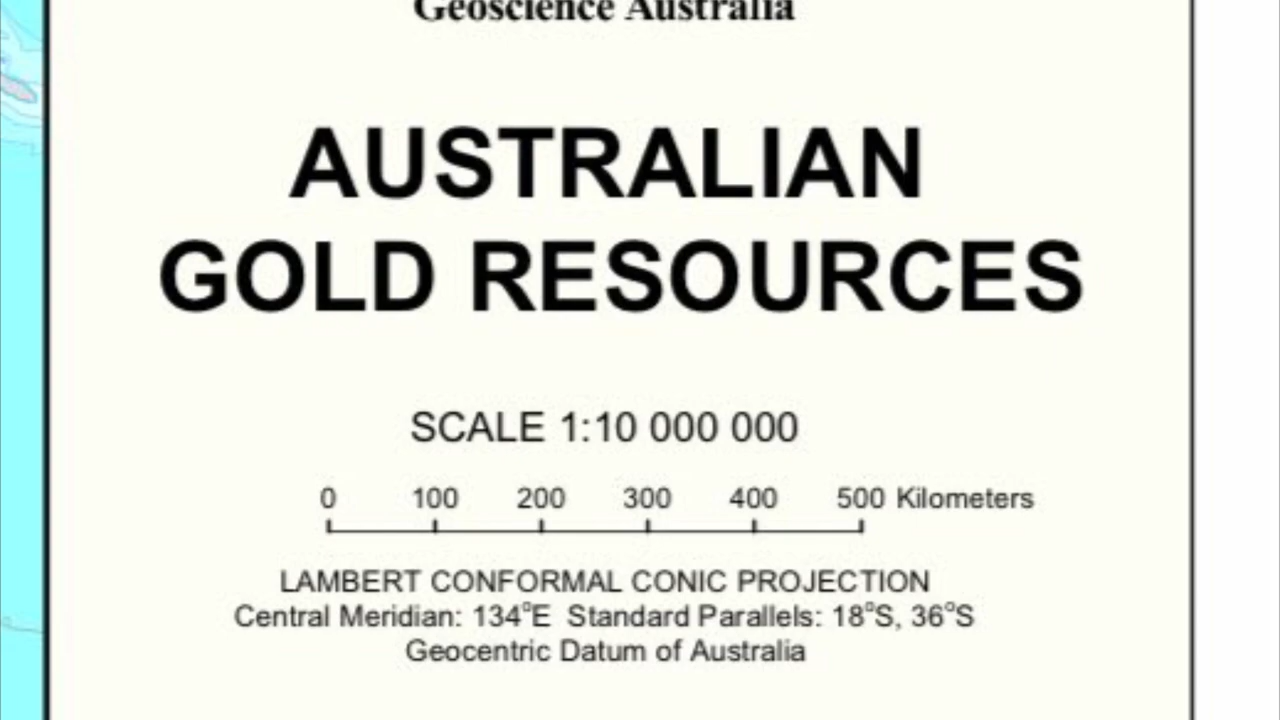 Geoscience Australia
AUSTRALIAN
GOLD RESOURCES
SCALE 1:10 000 000
0 100 200 300 400 500 Kilometers
LAMBERT CONFORMAL CONIC PROJECTION
Central Meridian: 134°E Standard Parallels: 18°S, 36°S
Geocentric Datum of Australia